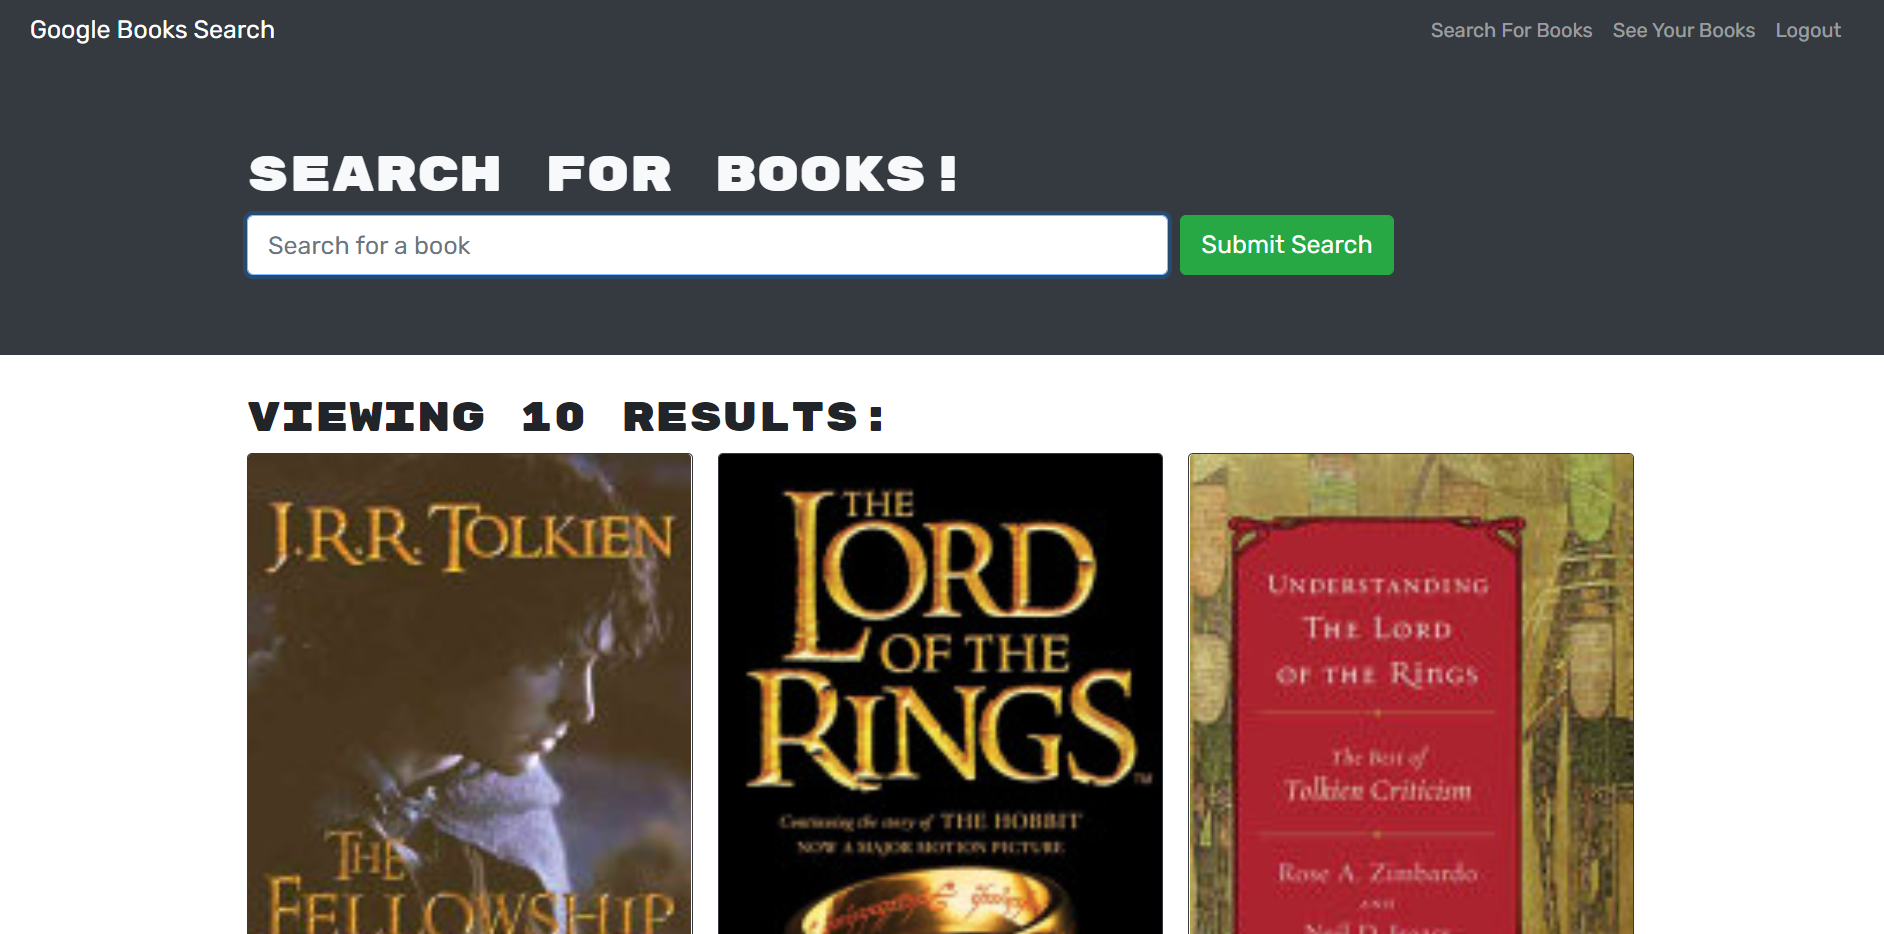 Google Books Search
Search For Books See Your Books Logout
SEARCH FOR BOOKS!
Search for a book
Submit Search
VIEWING 10 RESULTS:
J.R.R. TOLKIEN
THE
FELLOWSHIP
THE
LORD
OF THE
RINGS
TM
Continuing the story of THE HOBBIT
NOW A MAJOR MOTION PICTURE
UNDERSTANDING
THE LORD
OF THE RINGS
The Best of
Tolkien Criticism
Rose A. Zimbardo
AND
Neil D.